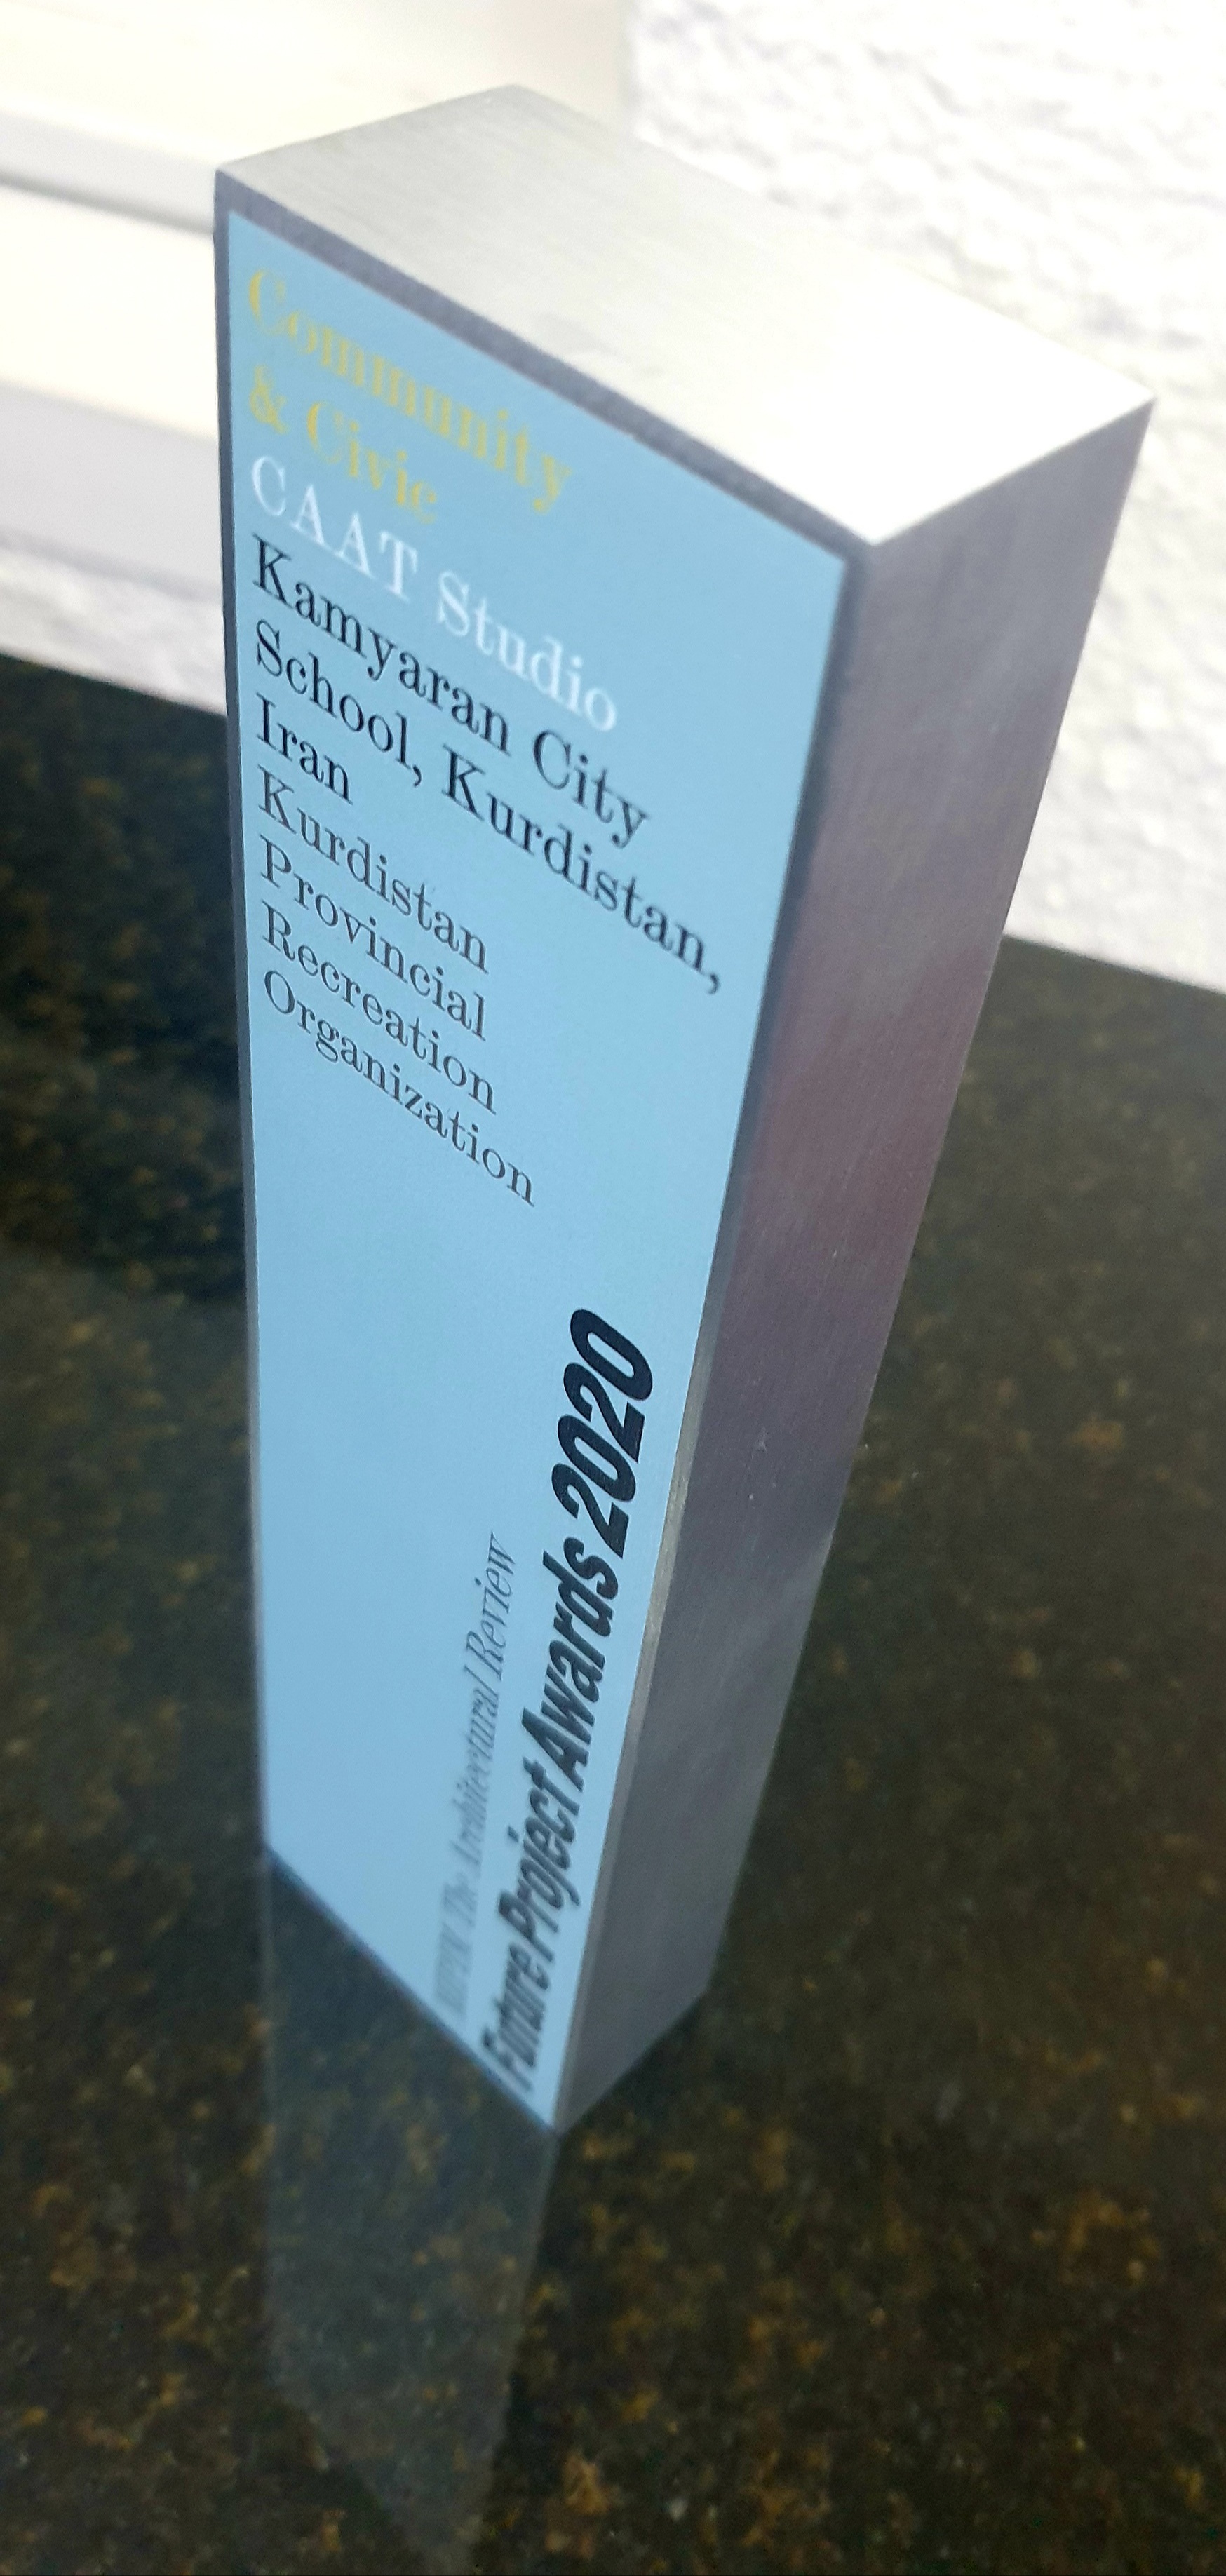 Community
& Civic
CAAT Studio
Kamyaran City
School, Kurdistan,
Iran
Kurdistan
Provincial
Recreation
Organization
MIPIM The Architectural Review
Future Project Awards 2020